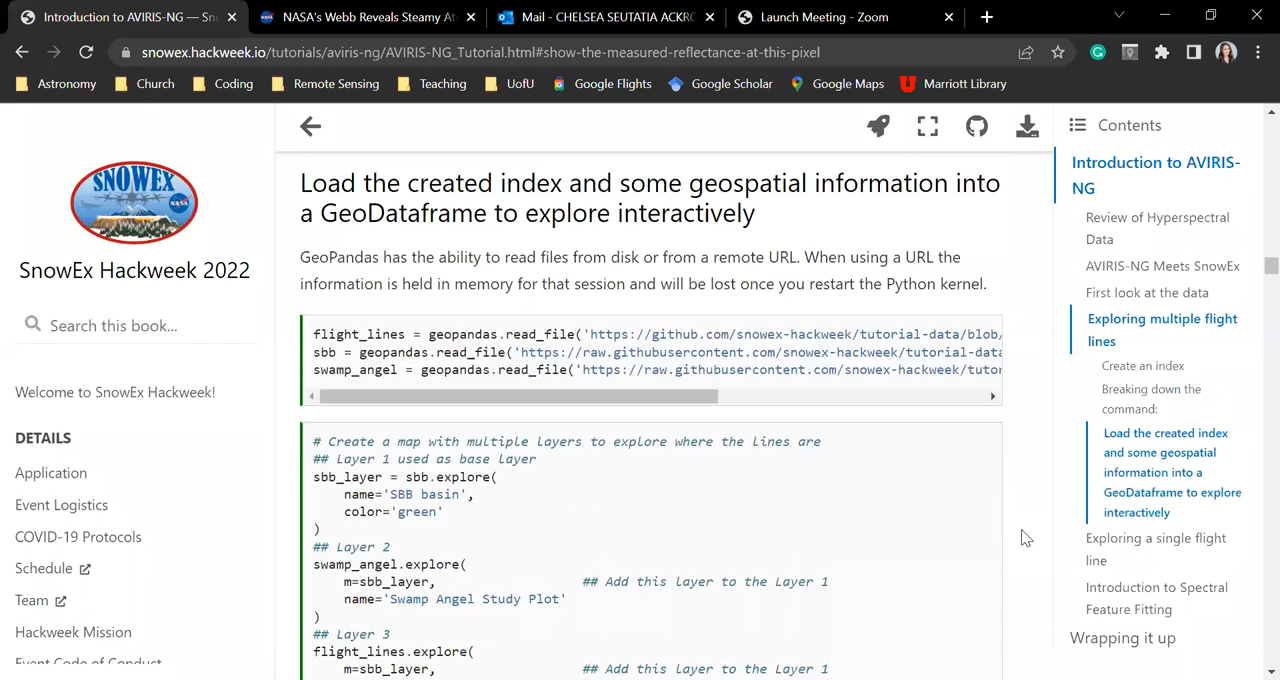 Introduction to AVIRIS-NG — Sn
NASA's Webb Reveals Steamy At
Mail - CHELSEA SEUTATIA ACKRO
Launch Meeting - Zoom
snowex.hackweek.io/tutorials/aviris-ng/AVIRIS-NG_Tutorial.html#show-the-measured-reflectance-at-this-pixel
Astronomy
Church
Coding
Remote Sensing
Teaching
UofU
Google Flights
Google Scholar
Google Maps
Marriott Library
SNOWEX
NASA
SnowEx Hackweek 2022
Search this book...
Welcome to SnowEx Hackweek!
DETAILS
Application
Event Logistics
COVID-19 Protocols
Schedule
Team
Hackweek Mission
Event Code of Conduct
Load the created index and some geospatial information into
a GeoDataframe to explore interactively
GeoPandas has the ability to read files from disk or from a remote URL. When using a URL the
information is held in memory for that session and will be lost once you restart the Python kernel.
flight_lines = geopandas.read_file('https://github.com/snowex-hackweek/tutorial-data/blob/
sbb = geopandas.read_file('https://raw.githubusercontent.com/snowex-hackweek/tutorial-data
swamp_angel = geopandas.read_file('https://raw.githubusercontent.com/snowex-hackweek/tutor
# Create a map with multiple layers to explore where the lines are
## Layer 1 used as base layer
sbb_layer = sbb.explore(
name='SBB basin',
color='green'
)
## Layer 2
swamp_angel.explore(
m=sbb_layer, ## Add this layer to the Layer 1
name='Swamp Angel Study Plot'
)
## Layer 3
flight_lines.explore(
m=sbb_layer, ## Add this layer to the Layer 1
Contents
Introduction to AVIRIS-
NG
Review of Hyperspectral
Data
AVIRIS-NG Meets SnowEx
First look at the data
Exploring multiple flight
lines
Create an index
Breaking down the
command:
Load the created index
and some geospatial
information into a
GeoDataframe to explore
interactively
Exploring a single flight
line
Introduction to Spectral
Feature Fitting
Wrapping it up